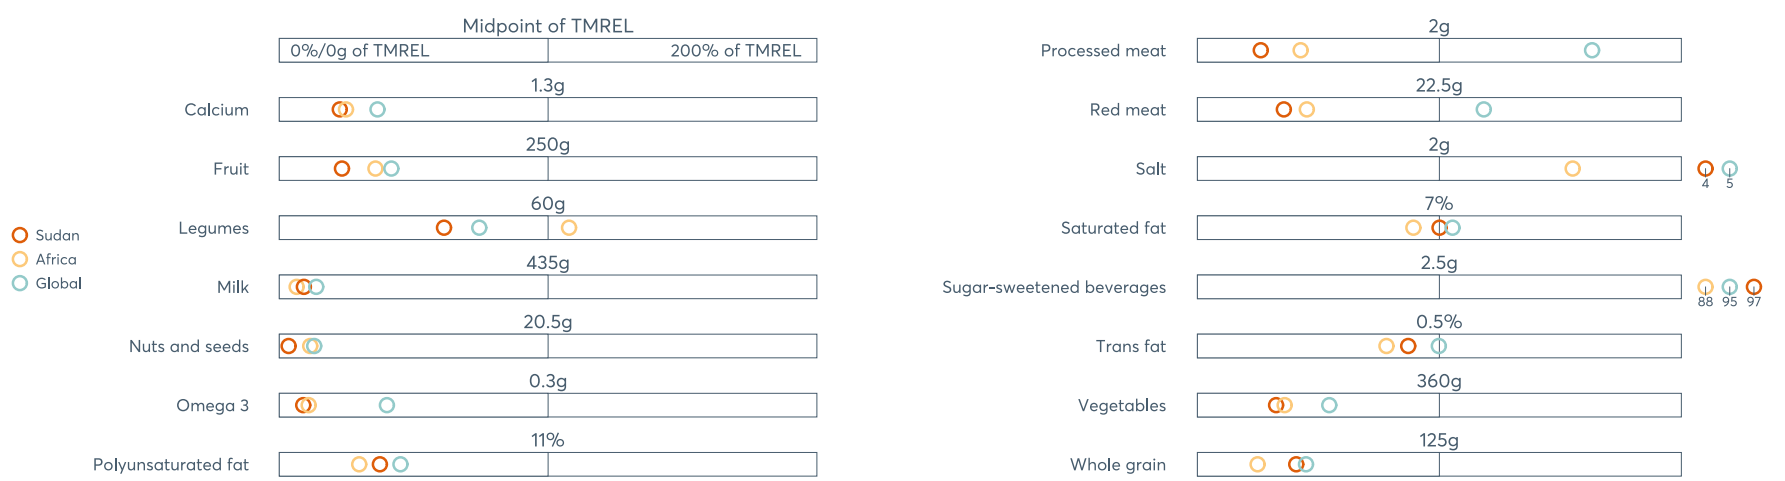 Midpoint of TMREL
0%/0g of TMREL 200% of TMREL
1.3g
Calcium
250g
Fruit
60g
Legumes
435g
Milk
20.5g
Nuts and seeds
0.3g
Omega 3
11%
Polyunsaturated fat
Sudan
Africa
Global
2g
Processed meat
22.5g
Red meat
2g
Salt
4 5
7%
Saturated fat
2.5g
Sugar-sweetened beverages
88 95 97
0.5%
Trans fat
360g
Vegetables
125g
Whole grain